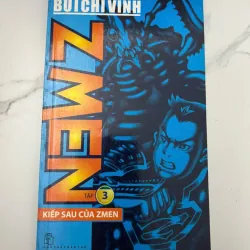 BÙI CHÍ VINH
NEWZ
TẬP 3
KIẾP SAU CỦA ZMEN